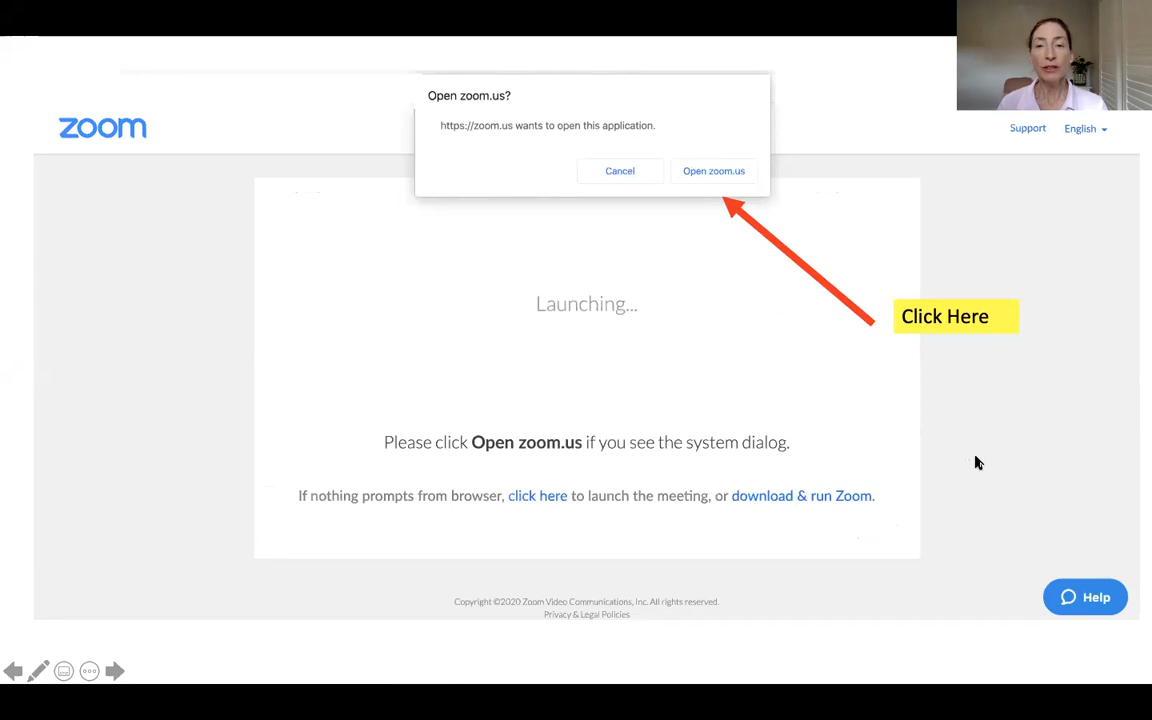 Open zoom.us?
https://zoom.us wants to open this application.
Cancel Open zoom.us
zoom
Support English
Launching...
Click Here
Please click Open zoom.us if you see the system dialog.
If nothing prompts from browser, click here to launch the meeting, or download & run Zoom.
Help
Copyright ©2020 Zoom Video Communications, Inc. All rights reserved.
Privacy & Legal Policies